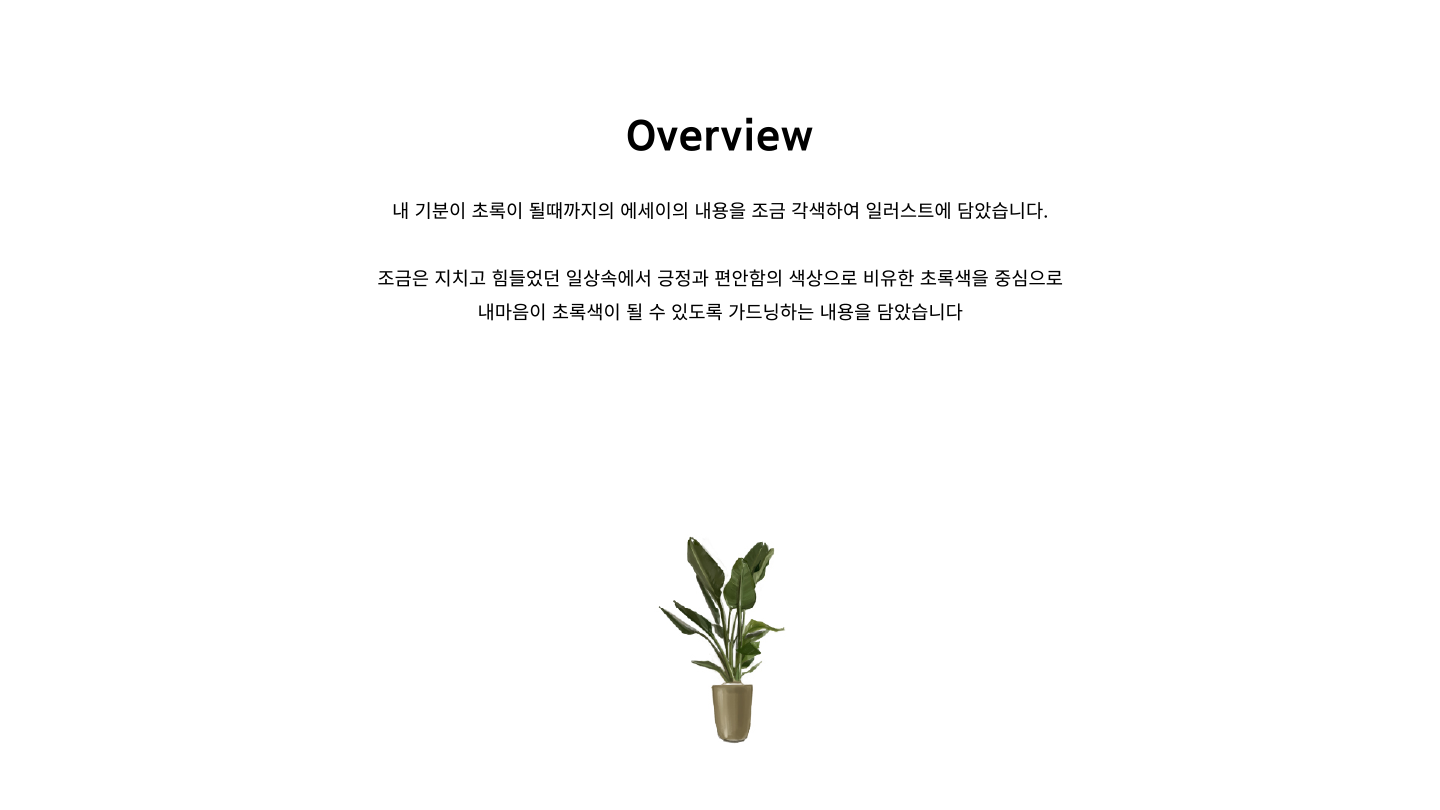 Overview
내 기분이 초록이 될때까지의 에세이의 내용을 조금 각색하여 일러스트에 담았습니다.
조금은 지치고 힘들었던 일상속에서 긍정과 편안함의 색상으로 비유한 초록색을 중심으로
내마음이 초록색이 될 수 있도록 가드닝하는 내용을 담았습니다